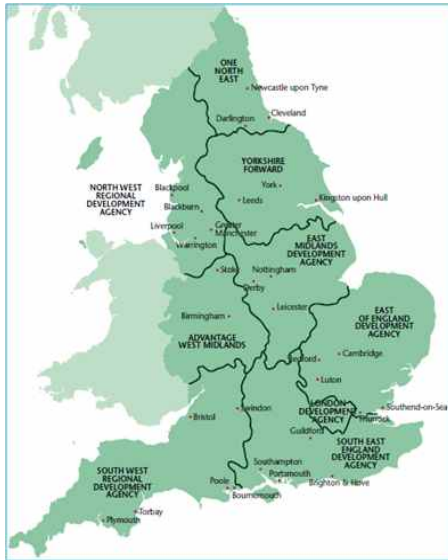 ONE
NORTH
EAST
Newcastle upon Tyne
Cleveland
Darlington
YORKSHIRE
FORWARD
NORTH WEST
REGIONAL
DEVELOPMENT
AGENCY
Blackpool
York
Leeds
Kingston upon Hull
Blackburn
Liverpool
Greater
Manchester
Warrington
EAST
MIDLANDS
DEVELOPMENT
AGENCY
Stoke
Nottingham
Derby
Leicester
Birmingham
ADVANTAGE
WEST MIDLANDS
EAST
OF ENGLAND
DEVELOPMENT
AGENCY
Bedford
Cambridge
Luton
LONDON
DEVELOPMENT
AGENCY
Southend-on-Sea
Thurrock
Swindon
Bristol
Guildford
SOUTH EAST
ENGLAND
DEVELOPMENT
AGENCY
SOUTH WEST
REGIONAL
DEVELOPMENT
AGENCY
Southampton
Portsmouth
Brighton & Hove
Poole
Bournemouth
Torbay
Plymouth